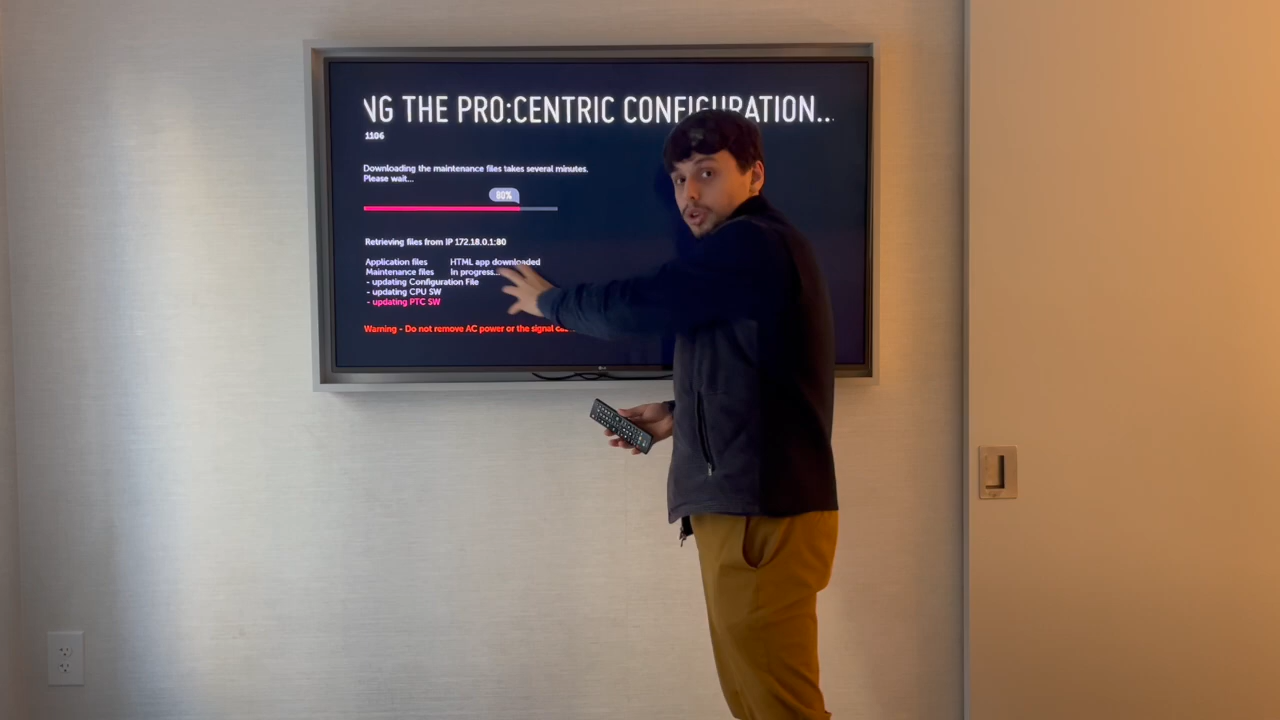 NG THE PRO:CENTRIC CONFIGURATION...
1106
Downloading the maintenance files takes several minutes.
Please wait...
80%
Retrieving files from IP 172.18.0.1:80
Application files HTML app downloaded
Maintenance files In progress...
- updating Configuration File
- updating CPU SW
- updating PTC SW
Warning - Do not remove AC power or the signal
LG